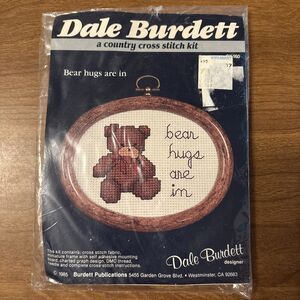 Dale Burdett
a country cross stitch kit
Bear hugs are in
bear
hugs
are
in
This kit contains: cross stitch fabric,
miniature frame with self adhesive mounting
board, charted graph design, DMC thread,
needle and complete cross stitch instructions.
Dale Burdett
designer
© 1985 Burdett Publications 5455 Garden Grove Blvd. • Westminster, CA 92683